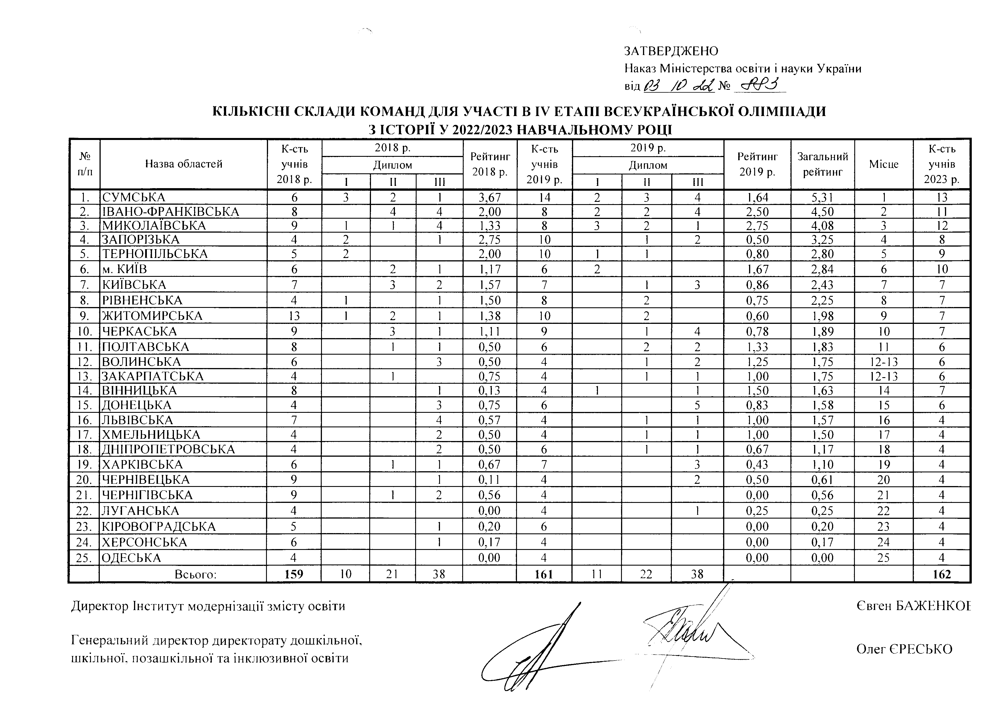 ЗАТВЕРДЖЕНО
Наказ Міністерства освіти і науки України
від 03 10 22 № 883
КІЛЬКІСНІ СКЛАДИ КОМАНД ДЛЯ УЧАСТІ В IV ЕТАПІ ВСЕУКРАЇНСЬКОЇ ОЛІМПІАДИ
З ІСТОРІЇ У 2022/2023 НАВЧАЛЬНОМУ РОЦІ
№ п/п Назва областей К-сть учнів 2018 р. 2018 р. Диплом I II III Рейтинг 2018 р. К-сть учнів 2019 р. 2019 р. Диплом I II III Рейтинг 2019 р. Загальний рейтинг Місце К-сть учнів 2023 р.
1. СУМСЬКА 6 3 2 1 3,67 14 2 3 4 1,64 5,31 1 13
2. ІВАНО-ФРАНКІВСЬКА 8 4 4 2,00 8 2 2 4 2,50 4,50 2 11
3. МИКОЛАЇВСЬКА 9 1 1 4 1,33 8 3 2 1 2,75 4,08 3 12
4. ЗАПОРІЗЬКА 4 2 1 2,75 10 1 2 0,50 3,25 4 8
5. ТЕРНОПІЛЬСЬКА 5 2 2,00 10 1 1 0,80 2,80 5 9
6. м. КИЇВ 6 2 1 1,17 6 2 1,67 2,84 6 10
7. КИЇВСЬКА 7 3 2 1,57 7 1 3 0,86 2,43 7 7
8. РІВНЕНСЬКА 4 1 1 1,50 8 2 0,75 2,25 8 7
9. ЖИТОМИРСЬКА 13 1 2 1 1,38 10 2 0,60 1,98 9 7
10. ЧЕРКАСЬКА 9 3 1 1,11 9 1 4 0,78 1,89 10 7
11. ПОЛТАВСЬКА 8 1 1 0,50 6 2 2 1,33 1,83 11 6
12. ВОЛИНСЬКА 6 3 0,50 4 1 2 1,25 1,75 12-13 6
13. ЗАКАРПАТСЬКА 4 1 0,75 4 1 1 1,00 1,75 12-13 6
14. ВІННИЦЬКА 8 1 0,13 4 1 1 1,50 1,63 14 7
15. ДОНЕЦЬКА 4 3 0,75 6 5 0,83 1,58 15 6
16. ЛЬВІВСЬКА 7 4 0,57 4 1 1 1,00 1,57 16 4
17. ХМЕЛЬНИЦЬКА 4 2 0,50 4 1 1 1,00 1,50 17 4
18. ДНІПРОПЕТРОВСЬКА 4 2 0,50 6 1 1 0,67 1,17 18 4
19. ХАРКІВСЬКА 6 1 1 0,67 7 3 0,43 1,10 19 4
20. ЧЕРНІВЕЦЬКА 9 1 0,11 4 2 0,50 0,61 20 4
21. ЧЕРНІГІВСЬКА 9 1 2 0,56 4 0,00 0,56 21 4
22. ЛУГАНСЬКА 4 0,00 4 1 0,25 0,25 22 4
23. КІРОВОГРАДСЬКА 5 1 0,20 6 0,00 0,20 23 4
24. ХЕРСОНСЬКА 6 1 0,17 4 0,00 0,17 24 4
25. ОДЕСЬКА 4 0,00 4 0,00 0,00 25 4
Всього: 159 10 21 38 161 11 22 38 162
Директор Інститут модернізації змісту освіти Євген БАЖЕНКОВ
Генеральний директор директорату дошкільної,
шкільної, позашкільної та інклюзивної освіти Олег ЄРЕСЬКО